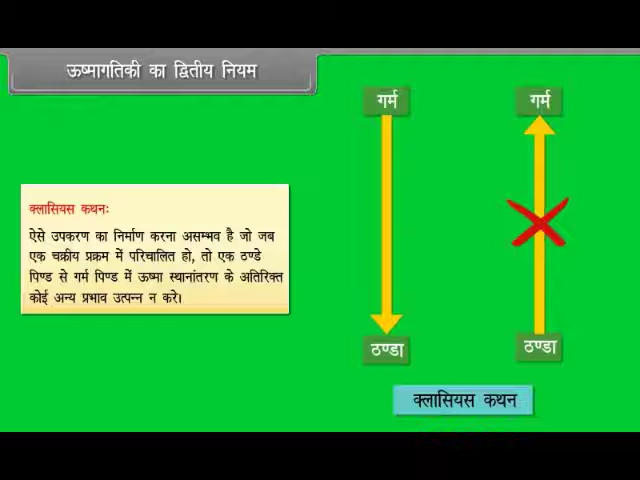 ऊष्मागतिकी का द्वितीय नियम
गर्म
गर्म
क्लासियस कथनः
ऐसे उपकरण का निर्माण करना असम्भव है जो जब
एक चक्रीय प्रक्रम में परिचालित हो, तो एक ठण्डे
पिण्ड से गर्म पिण्ड में ऊष्मा स्थानांतरण के अतिरिक्त
कोई अन्य प्रभाव उत्पन्न न करे।
ठण्डा
ठण्डा
क्लासियस कथन